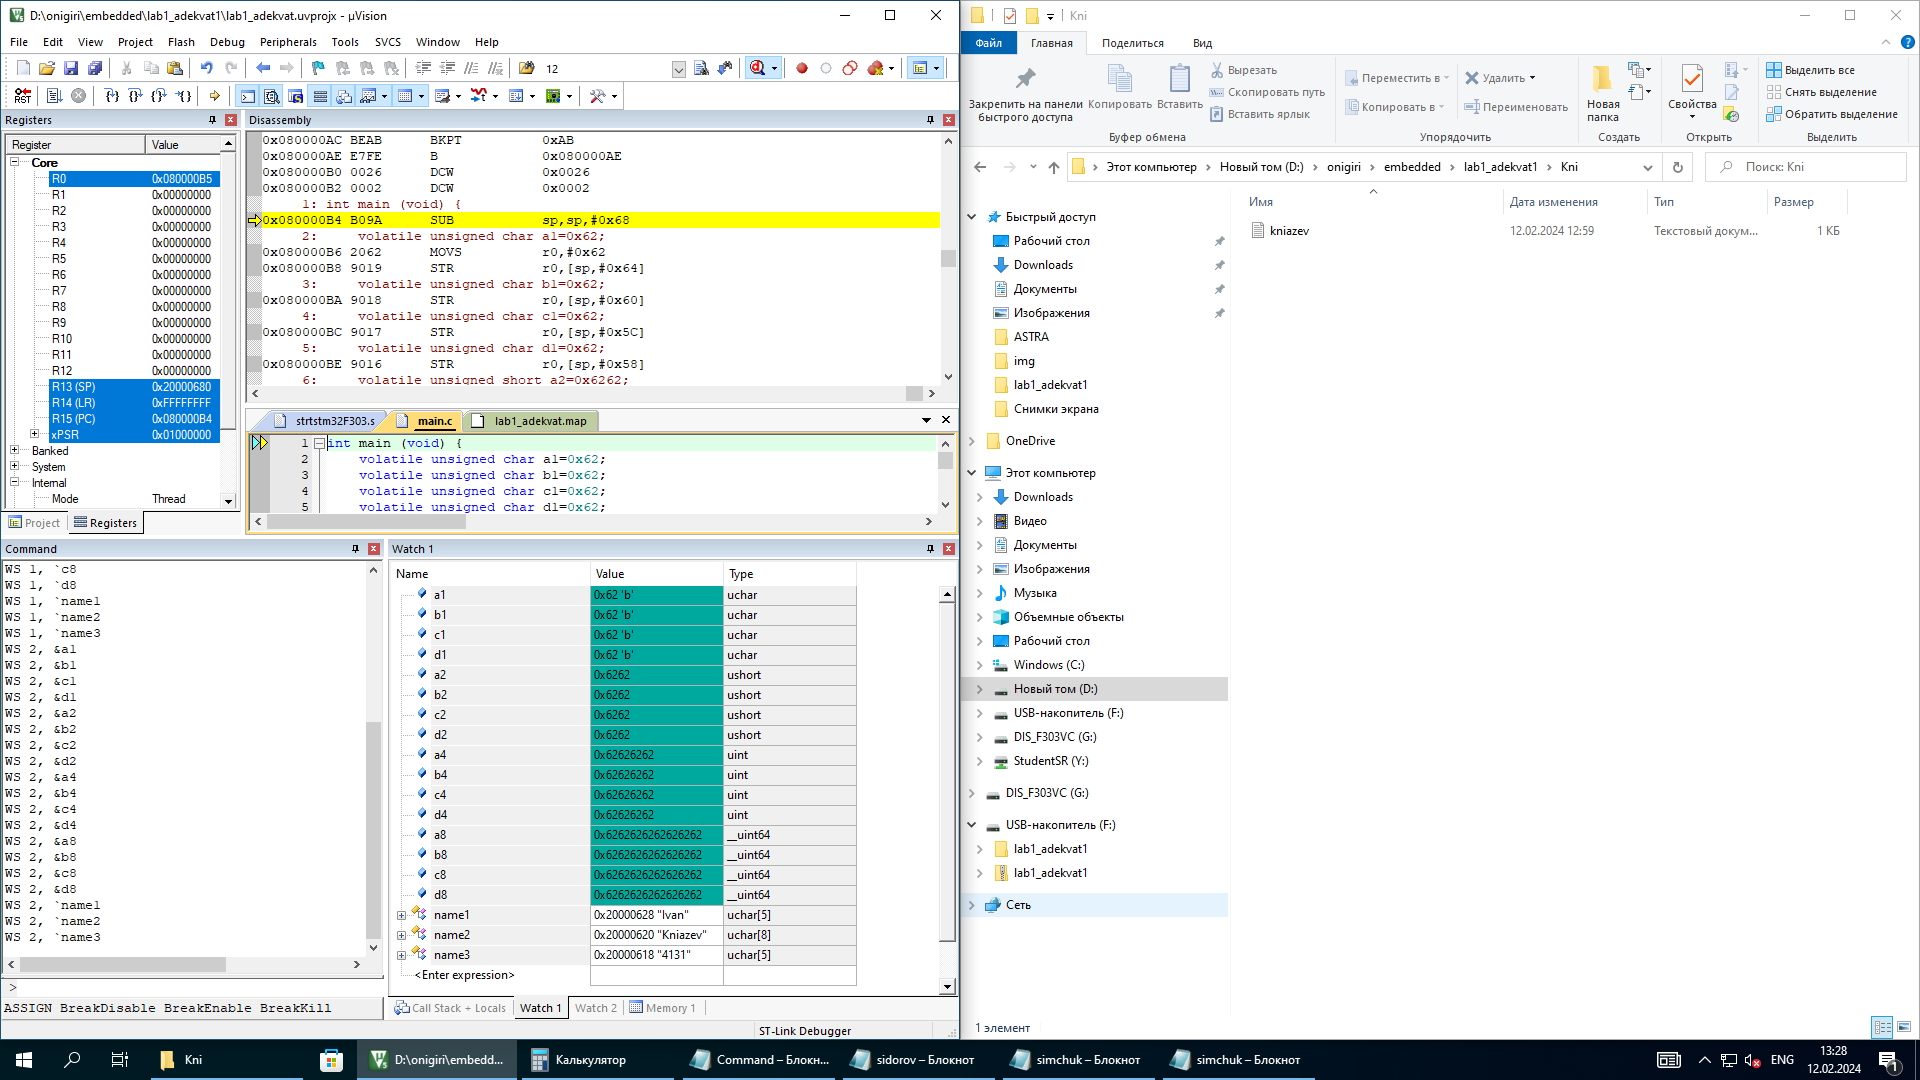 D:\onigiri\embedded\lab1_adekvat1\lab1_adekvat.uvprojx - µVision
File Edit View Project Flash Debug Peripherals Tools SVCS Window Help
12
Registers
Register Value
Core
R0 0x080000B5
R1 0x00000000
R2 0x00000000
R3 0x00000000
R4 0x00000000
R5 0x00000000
R6 0x00000000
R7 0x00000000
R8 0x00000000
R9 0x00000000
R10 0x00000000
R11 0x00000000
R12 0x00000000
R13 (SP) 0x20000680
R14 (LR) 0xFFFFFFFF
R15 (PC) 0x080000B4
xPSR 0x01000000
Banked
System
Internal
Mode Thread
Project Registers
Disassembly
0x080000AC BEAB BKPT 0xAB
0x080000AE E7FE B 0x080000AE
0x080000B0 0026 DCW 0x0026
0x080000B2 0002 DCW 0x0002
1: int main (void) {
0x080000B4 B09A SUB sp,sp,#0x68
2: volatile unsigned char a1=0x62;
0x080000B6 2062 MOVS r0,#0x62
0x080000B8 9019 STR r0,[sp,#0x64]
3: volatile unsigned char b1=0x62;
0x080000BA 9018 STR r0,[sp,#0x60]
4: volatile unsigned char c1=0x62;
0x080000BC 9017 STR r0,[sp,#0x5C]
5: volatile unsigned char d1=0x62;
0x080000BE 9016 STR r0,[sp,#0x58]
6: volatile unsigned short a2=0x6262;
strtstm32F303.s main.c lab1_adekvat.map
1 int main (void) {
2 volatile unsigned char a1=0x62;
3 volatile unsigned char b1=0x62;
4 volatile unsigned char c1=0x62;
5 volatile unsigned char d1=0x62;
Command
WS 1, `c8
WS 1, `d8
WS 1, `name1
WS 1, `name2
WS 1, `name3
WS 2, &a1
WS 2, &b1
WS 2, &c1
WS 2, &d1
WS 2, &a2
WS 2, &b2
WS 2, &c2
WS 2, &d2
WS 2, &a4
WS 2, &b4
WS 2, &c4
WS 2, &d4
WS 2, &a8
WS 2, &b8
WS 2, &c8
WS 2, &d8
WS 2, `name1
WS 2, `name2
WS 2, `name3
>
ASSIGN BreakDisable BreakEnable BreakKill
Watch 1
Name Value Type
a1 0x62 'b' uchar
b1 0x62 'b' uchar
c1 0x62 'b' uchar
d1 0x62 'b' uchar
a2 0x6262 ushort
b2 0x6262 ushort
c2 0x6262 ushort
d2 0x6262 ushort
a4 0x62626262 uint
b4 0x62626262 uint
c4 0x62626262 uint
d4 0x62626262 uint
a8 0x6262626262626262 __uint64
b8 0x6262626262626262 __uint64
c8 0x6262626262626262 __uint64
d8 0x6262626262626262 __uint64
name1 0x20000628 "Ivan" uchar[5]
name2 0x20000620 "Kniazev" uchar[8]
name3 0x20000618 "4131" uchar[5]
<Enter expression>
Call Stack + Locals Watch 1 Watch 2 Memory 1
ST-Link Debugger
Kni
Файл Главная Поделиться Вид
Закрепить на панели быстрого доступа
Копировать
Вставить
Вырезать
Скопировать путь
Вставить ярлык
Буфер обмена
Переместить в
Копировать в
Удалить
Переименовать
Упорядочить
Новая папка
Создать
Свойства
Открыть
Выделить все
Снять выделение
Обратить выделение
Выделить
Этот компьютер > Новый том (D:) > onigiri > embedded > lab1_adekvat1 > Kni
Поиск: Kni
Имя Дата изменения Тип Размер
kniazev 12.02.2024 12:59 Текстовый докум... 1 КБ
Быстрый доступ
Рабочий стол
Downloads
Документы
Изображения
ASTRA
img
lab1_adekvat1
Снимки экрана
OneDrive
Этот компьютер
Downloads
Видео
Документы
Изображения
Музыка
Объемные объекты
Рабочий стол
Windows (C:)
Новый том (D:)
USB-накопитель (F:)
DIS_F303VC (G:)
StudentSR (Y:)
DIS_F303VC (G:)
USB-накопитель (F:)
lab1_adekvat1
lab1_adekvat1
Сеть
1 элемент
Kni
D:\onigiri\embedd...
Калькулятор
Command – Блокн...
sidorov – Блокнот
simchuk – Блокнот
simchuk – Блокнот
ENG
13:28
12.02.2024
1